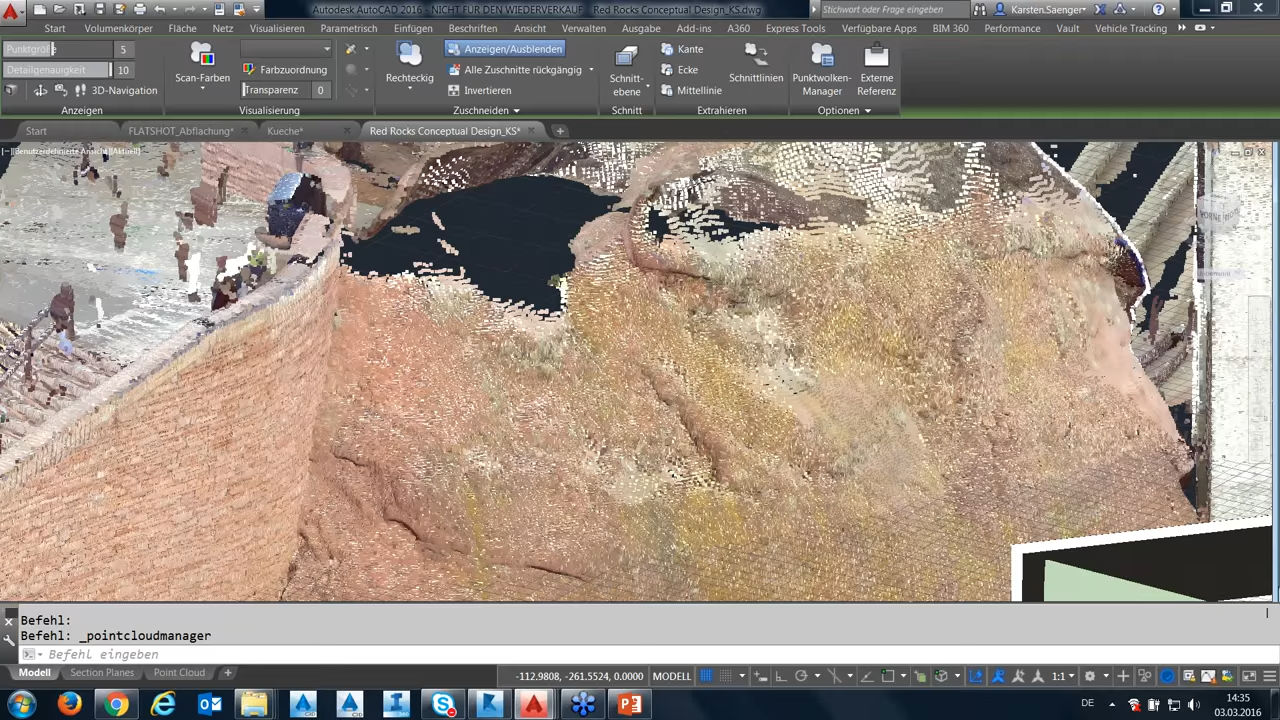 Autodesk AutoCAD 2016 - NICHT FÜR DEN WIEDERVERKAUF - Red Rocks Conceptual Design_KS.dwg
Stichwort oder Frage eingeben
Karsten.Saenger
Start
Volumenkörper
Fläche
Netz
Visualisieren
Parametrisch
Einfügen
Beschriften
Ansicht
Verwalten
Ausgabe
Add-ins
A360
Express Tools
Verfügbare Apps
BIM 360
Performance
Vault
Vehicle Tracking
Punktgröße 5
Detailgenauigkeit 10
3D-Navigation
Anzeigen
Scan-Farben
Farbzuordnung
Transparenz 0
Visualisierung
Rechteckig
Anzeigen/Ausblenden
Alle Zuschnitte rückgängig
Invertieren
Zuschneiden
Schnitt-
ebene
Schnitt
Kante
Ecke
Mittellinie
Schnittlinien
Extrahieren
Punktwolken-
Manager
Externe
Referenz
Optionen
Start
FLATSHOT_Abflachung*
Kueche*
Red Rocks Conceptual Design_KS*
[−][Benutzerdefinierte Ansicht][Aktuell]
Befehl:
Befehl: _pointcloudmanager
Befehl eingeben
Modell
Section Planes
Point Cloud
-112.9808, -261.5524, 0.0000
MODELL
1:1
DE
14:35
03.03.2016